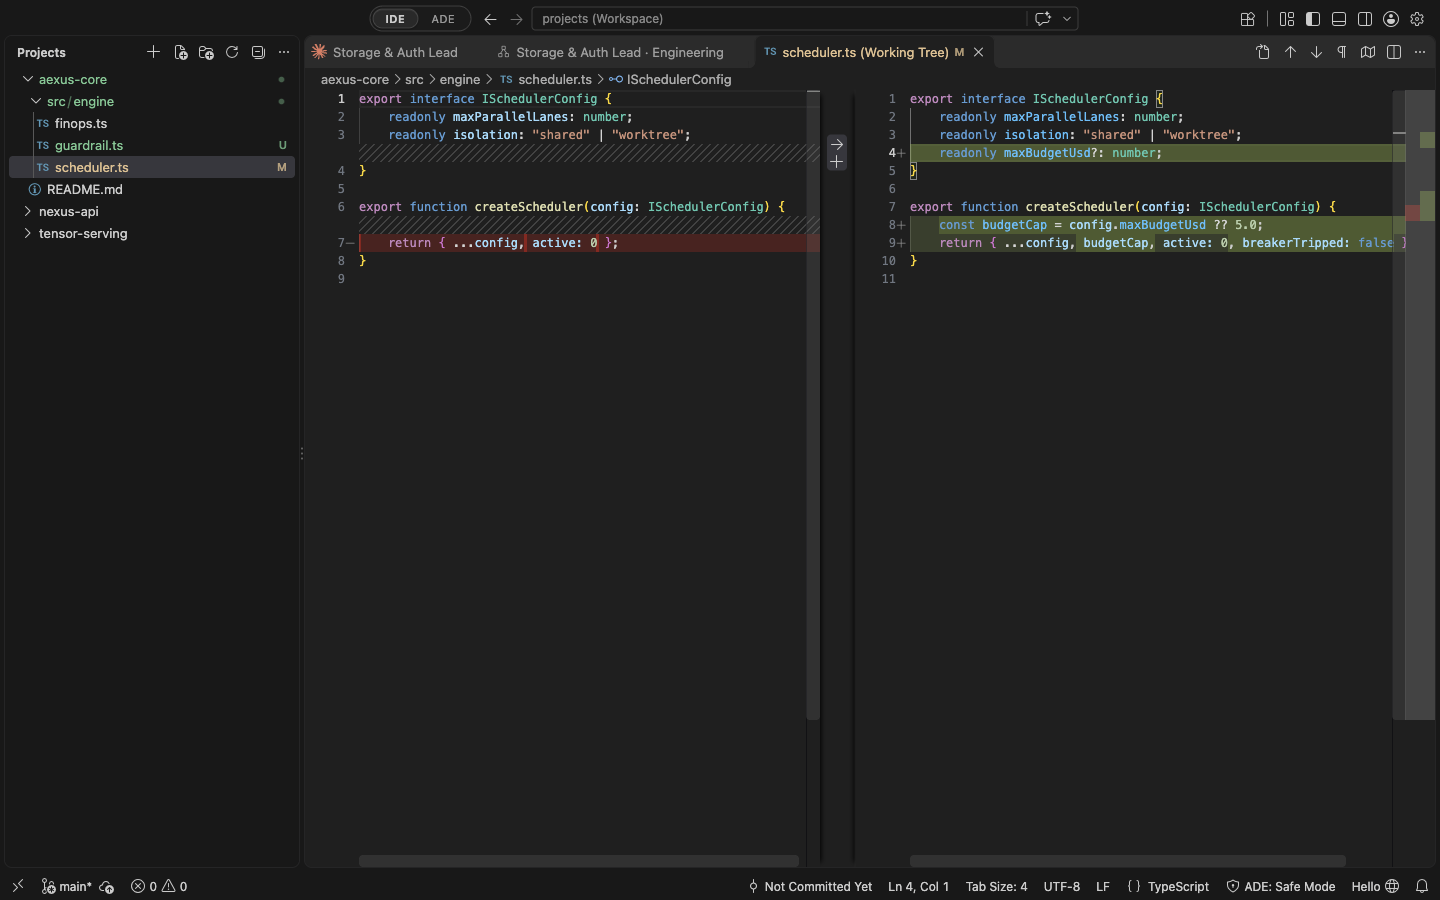 IDE ADE projects (Workspace)
Projects
Storage & Auth Lead Storage & Auth Lead · Engineering TS scheduler.ts (Working Tree) M
aexus-core
src/engine
TS finops.ts
TS guardrail.ts U
TS scheduler.ts M
README.md
nexus-api
tensor-serving
aexus-core > src > engine > TS scheduler.ts > ISchedulerConfig
1 export interface ISchedulerConfig {
2 readonly maxParallelLanes: number;
3 readonly isolation: "shared" | "worktree";
4 }
5
6 export function createScheduler(config: ISchedulerConfig) {
7− return { ...config, active: 0 };
8 }
9
1 export interface ISchedulerConfig {
2 readonly maxParallelLanes: number;
3 readonly isolation: "shared" | "worktree";
4+ readonly maxBudgetUsd?: number;
5 }
6
7 export function createScheduler(config: ISchedulerConfig) {
8+ const budgetCap = config.maxBudgetUsd ?? 5.0;
9+ return { ...config, budgetCap, active: 0, breakerTripped: false }
10 }
11
main* 0 0 Not Committed Yet Ln 4, Col 1 Tab Size: 4 UTF-8 LF { } TypeScript ADE: Safe Mode Hello